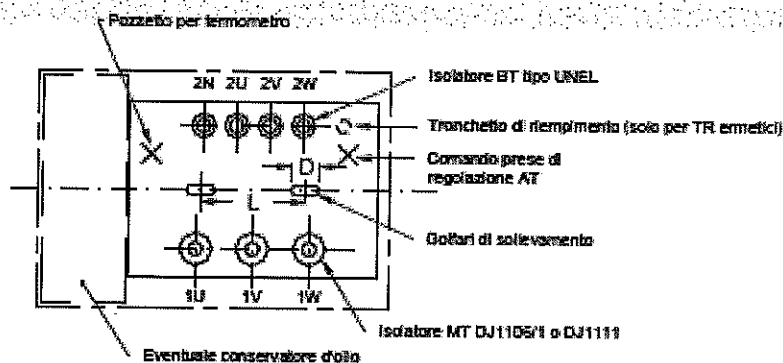 Pozzetto per termometro
2N 2U 2V 2W
Isolatore BT tipo UNEL
Tronchetto di riempimento (solo per TR ermetici)
Comando prese di
regolazione AT
D
L
Golfari di sollevamento
1U 1V 1W
Isolatore MT DJ1106/1 o DJ1111
Eventuale conservatore d'olio